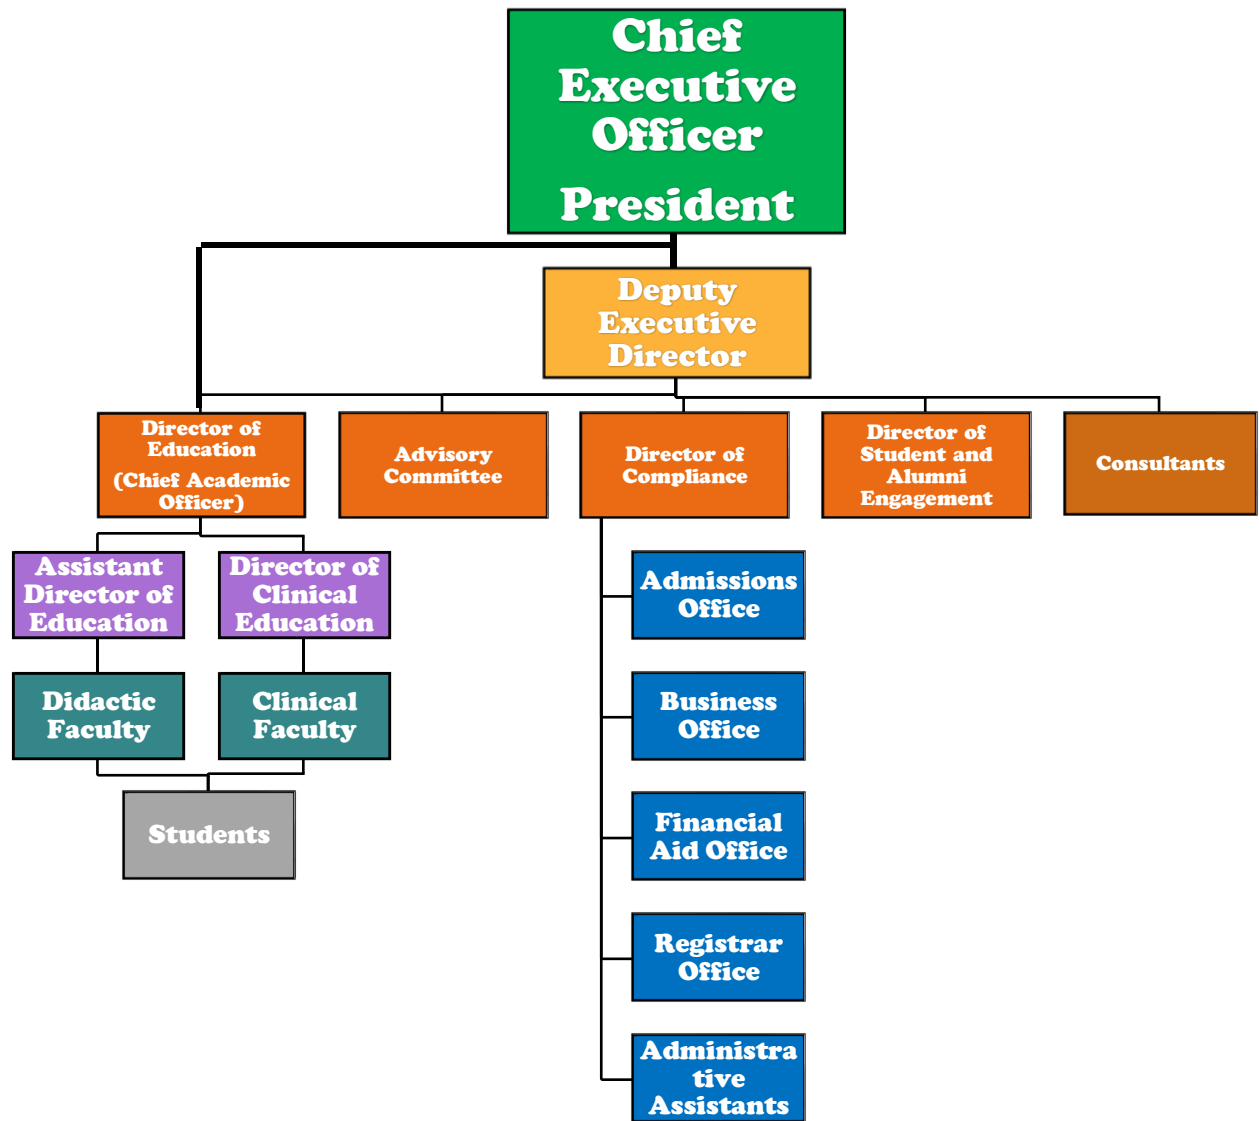 Chief
Executive
Officer
President
Deputy
Executive
Director
Director of
Education
(Chief Academic
Officer)
Advisory
Committee
Director of
Compliance
Director of
Student and
Alumni
Engagement
Consultants
Assistant
Director of
Education
Director of
Clinical
Education
Admissions
Office
Didactic
Faculty
Clinical
Faculty
Business
Office
Students
Financial
Aid Office
Registrar
Office
Administra
tive
Assistants